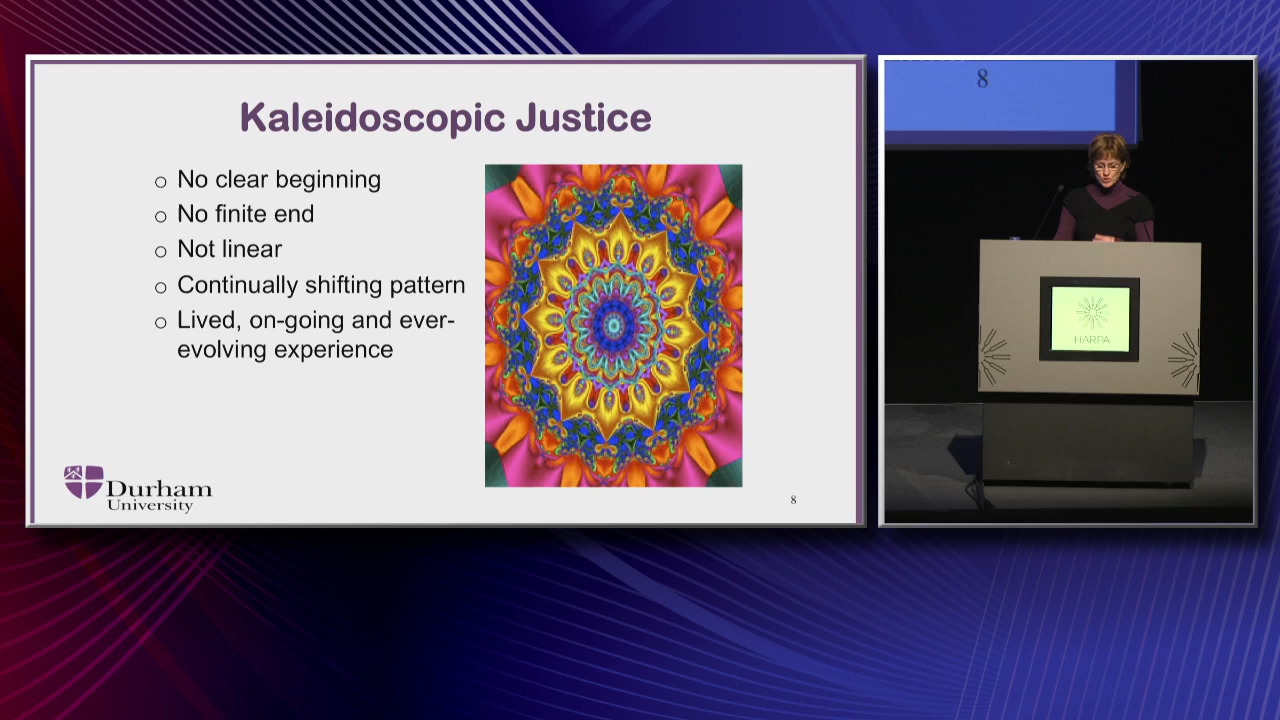 Kaleidoscopic Justice
o No clear beginning
o No finite end
o Not linear
o Continually shifting pattern
o Lived, on-going and ever-
evolving experience
Durham
University
8
8
HARPA